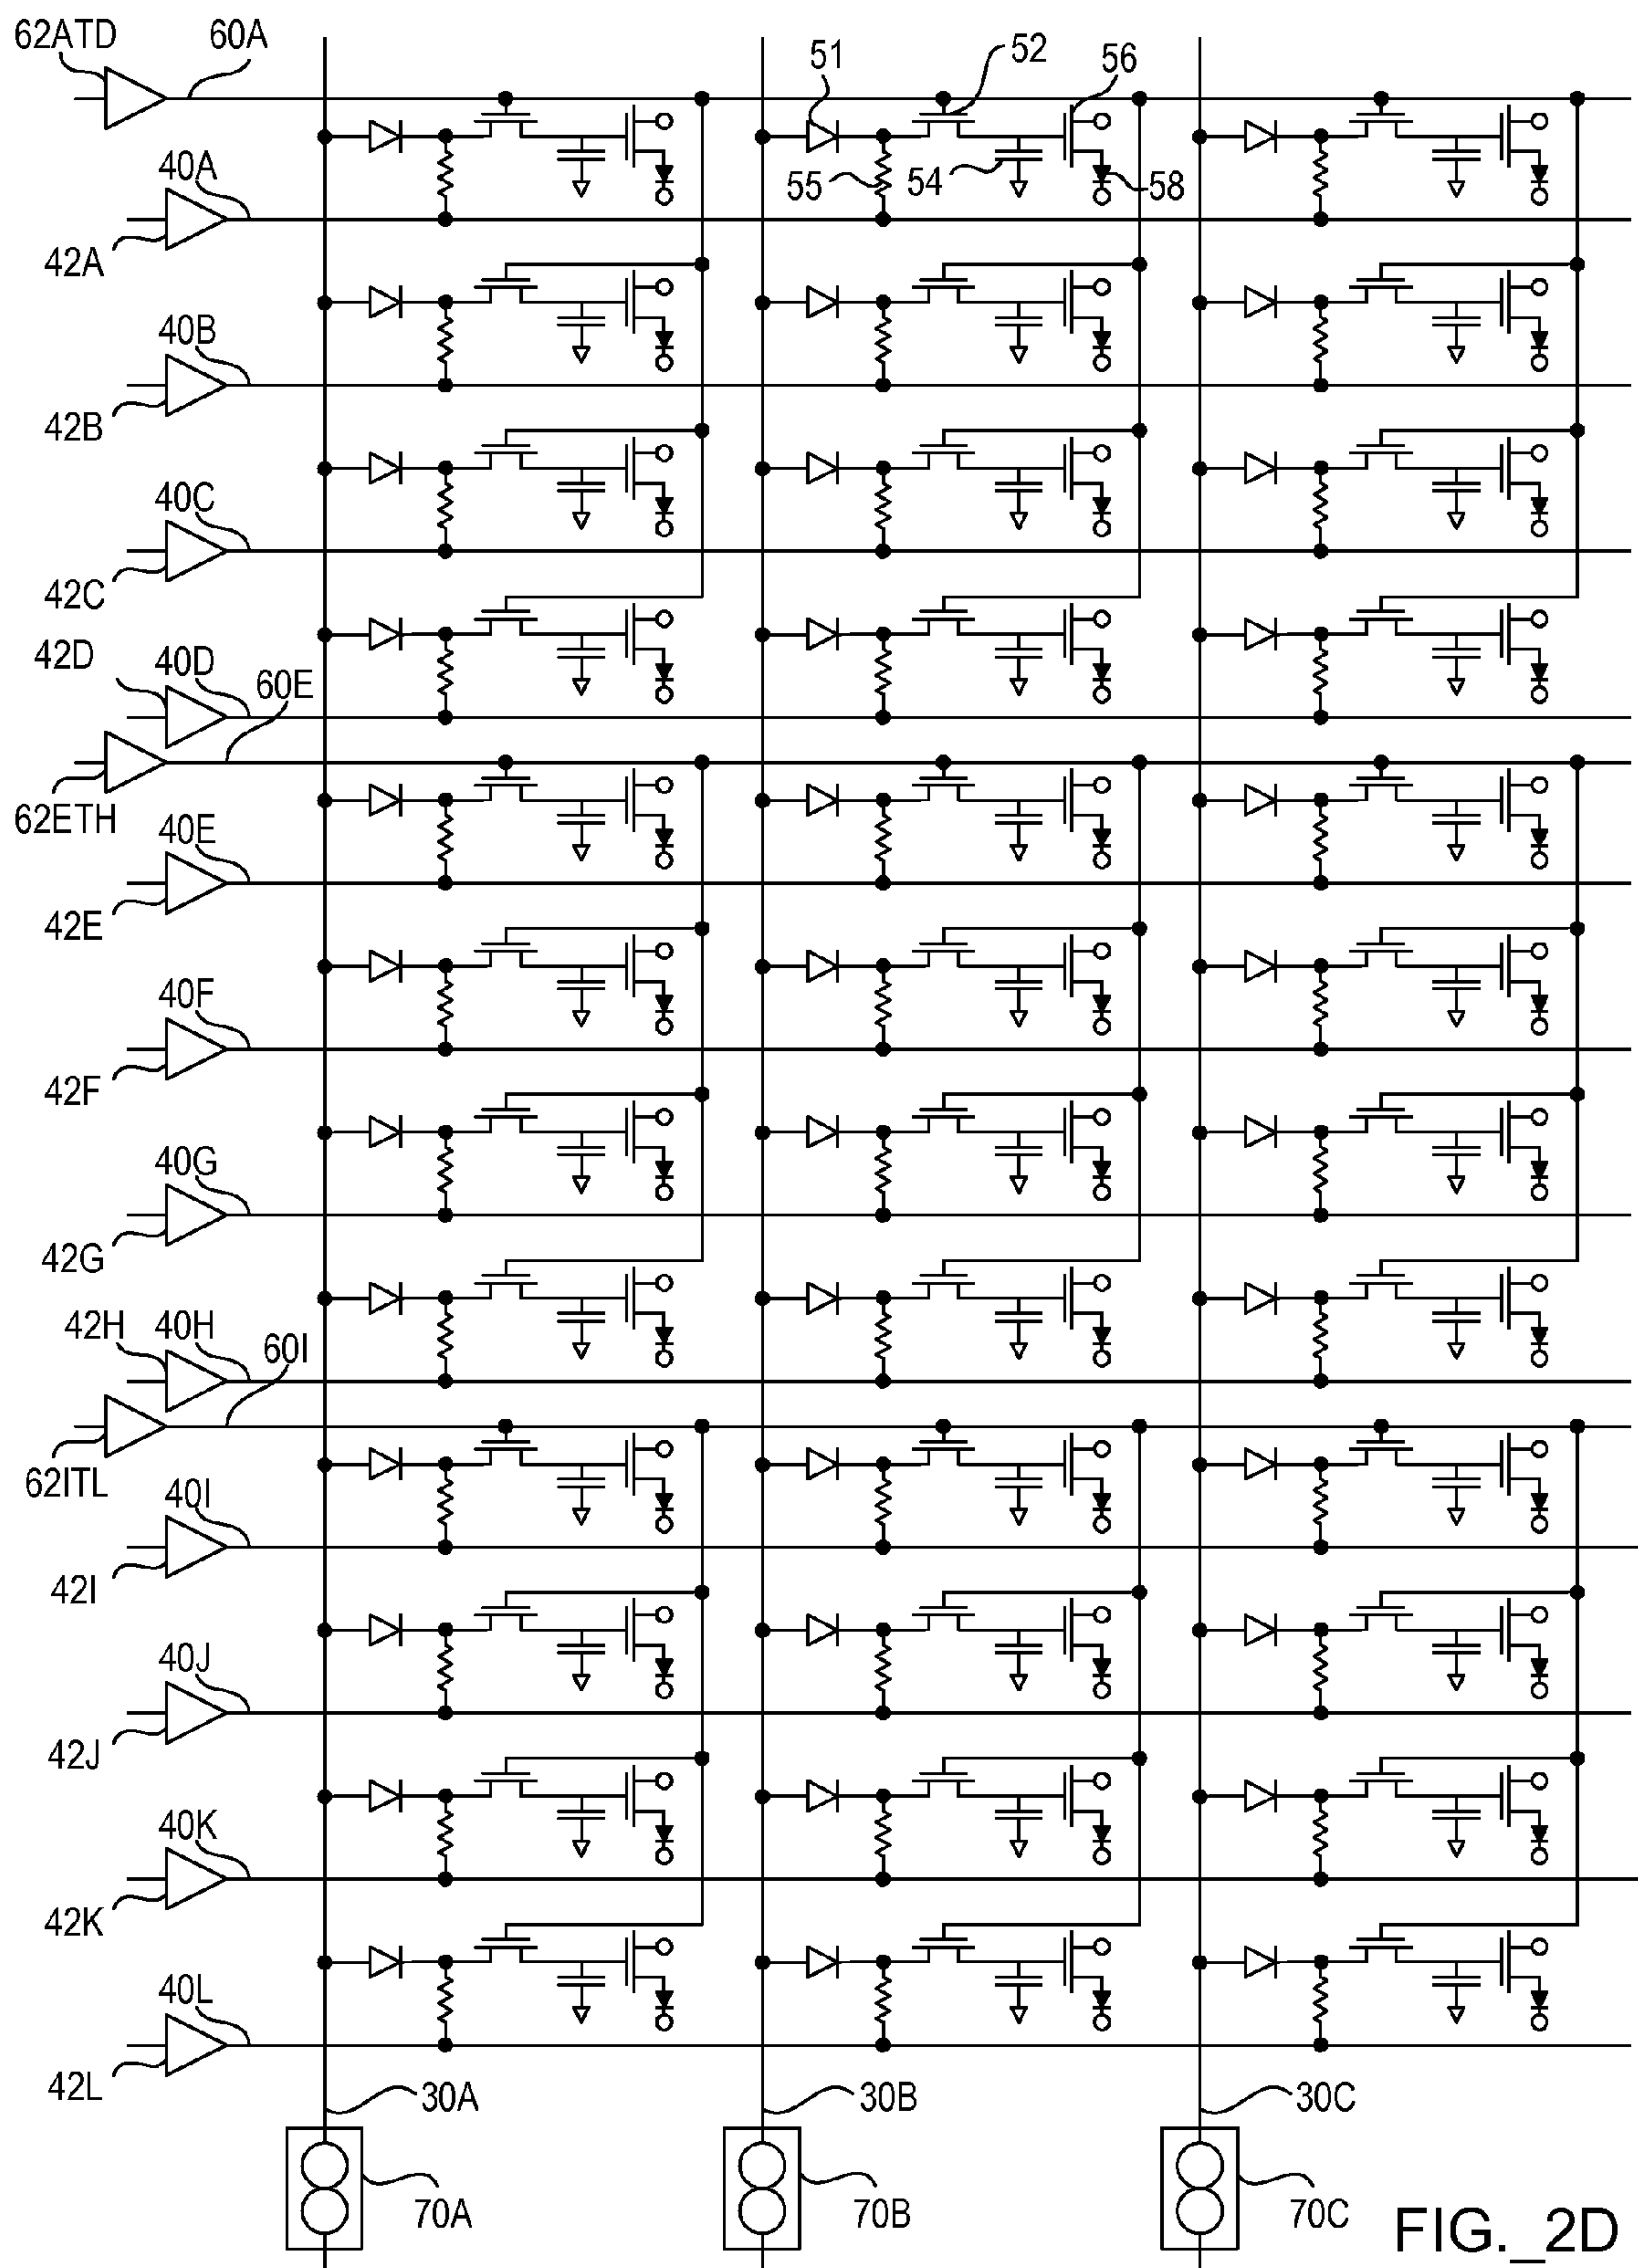 62ATD 60A 51 52 56
40A 55 54 58
42A
40B
42B
40C
42C
42D 40D 60E
62ETH 40E
42E
40F
42F
40G
42G
42H 40H 60I
62ITL 40I
42I
40J
42J
40K
42K
40L
42L 30A 30B 30C
70A 70B 70C
FIG._2D